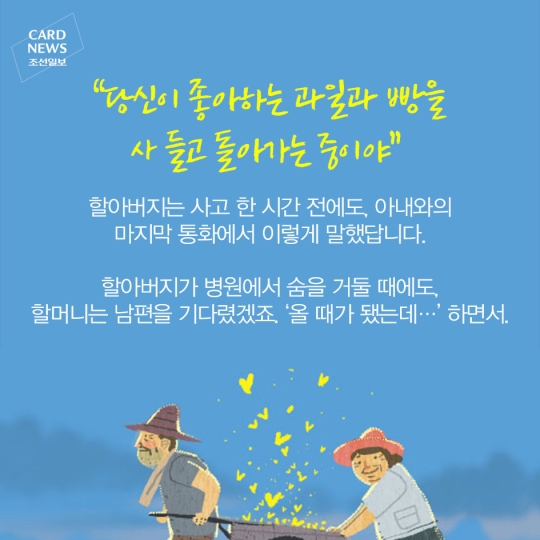 CARD
NEWS
조선일보
“당신이 좋아하는 과일과 빵을
사 들고 돌아가는 중이야”
할아버지는 사고 한 시간 전에도, 아내와의
마지막 통화에서 이렇게 말했답니다.
할아버지가 병원에서 숨을 거둘 때에도,
할머니는 남편을 기다렸겠죠. ‘올 때가 됐는데…’ 하면서.